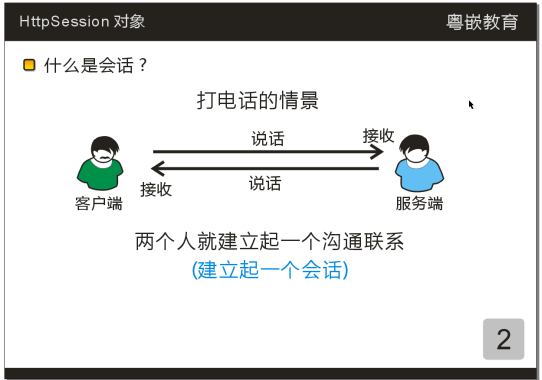 HttpSession 对象
粤嵌教育
什么是会话？
打电话的情景
说话
接收
接收
说话
客户端
服务端
两个人就建立起一个沟通联系
(建立起一个会话)
2